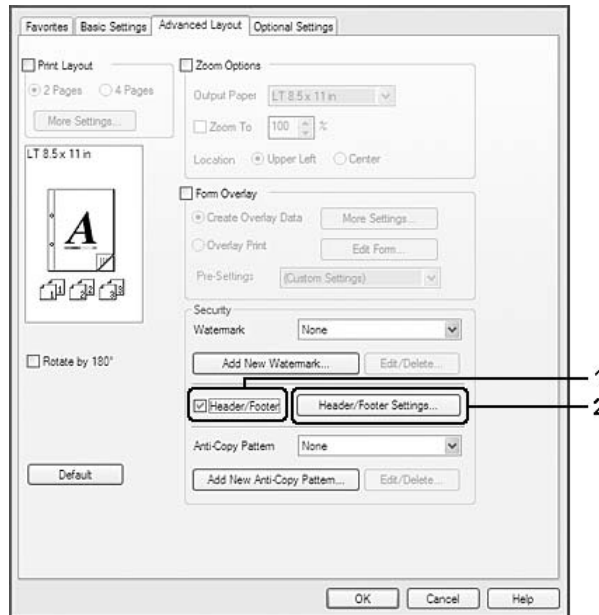 Favorites Basic Settings Advanced Layout Optional Settings
Print Layout
2 Pages 4 Pages
More Settings...
LT 8.5 x 11 in
A
1 2 3
Rotate by 180°
Default
Zoom Options
Output Paper LT 8.5 x 11 in
Zoom To 100 %
Location Upper Left Center
Form Overlay
Create Overlay Data More Settings...
Overlay Print Edit Form...
Pre-Settings (Custom Settings)
Security
Watermark None
Add New Watermark... Edit/Delete...
Header/Footer Header/Footer Settings...
1
2
Anti-Copy Pattern None
Add New Anti-Copy Pattern... Edit/Delete...
OK Cancel Help